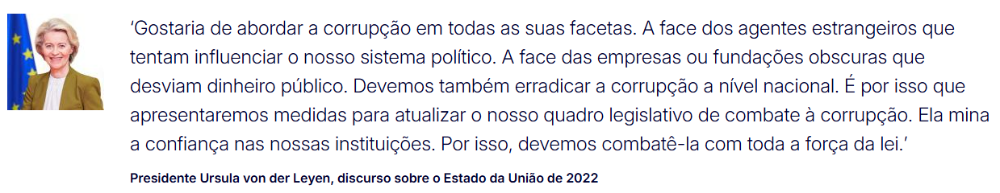 ‘Gostaria de abordar a corrupção em todas as suas facetas. A face dos agentes estrangeiros que
tentam influenciar o nosso sistema político. A face das empresas ou fundações obscuras que
desviam dinheiro público. Devemos também erradicar a corrupção a nível nacional. É por isso que
apresentaremos medidas para atualizar o nosso quadro legislativo de combate à corrupção. Ela mina
a confiança nas nossas instituições. Por isso, devemos combatê-la com toda a força da lei.’
Presidente Ursula von der Leyen, discurso sobre o Estado da União de 2022